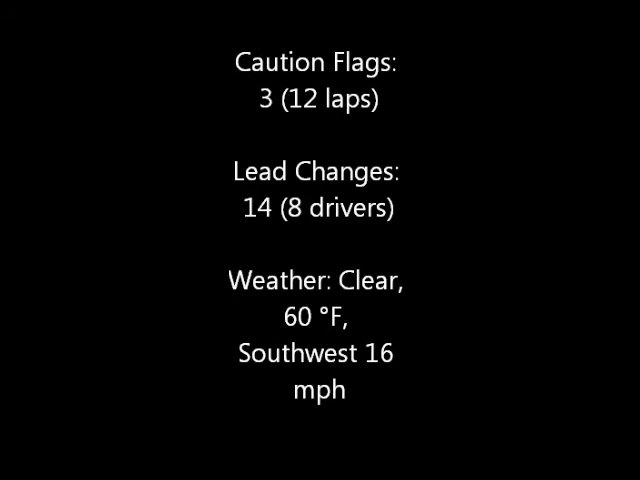 Caution Flags:
3 (12 laps)
Lead Changes:
14 (8 drivers)
Weather: Clear,
60 °F,
Southwest 16
mph